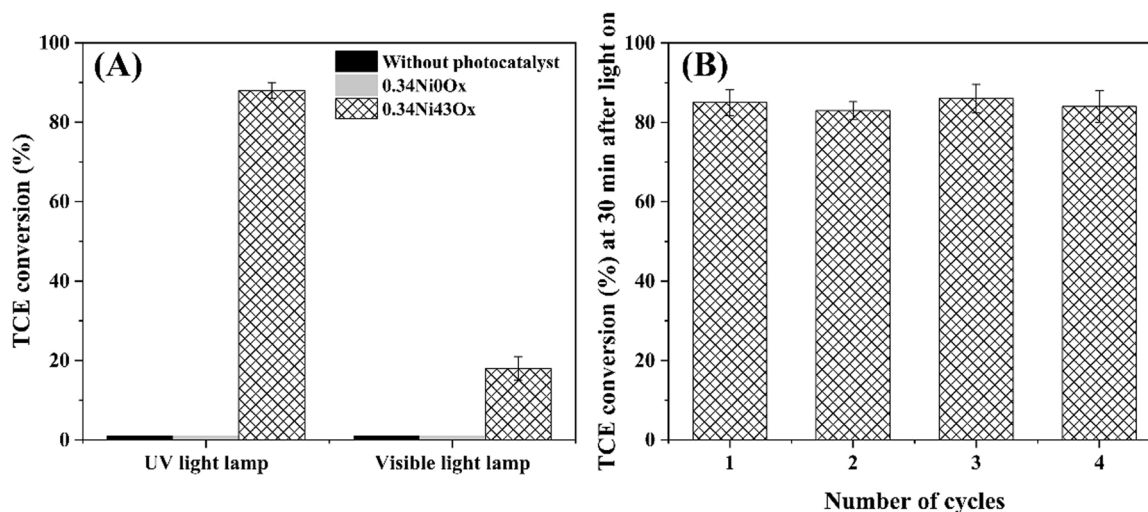 (A)
TCE conversion (%)
100
80
60
40
20
0
Without photocatalyst
0.34Ni0Ox
0.34Ni43Ox
UV light lamp
Visible light lamp
(B)
TCE conversion (%) at 30 min after light on
100
80
60
40
20
0
1
2
3
4
Number of cycles